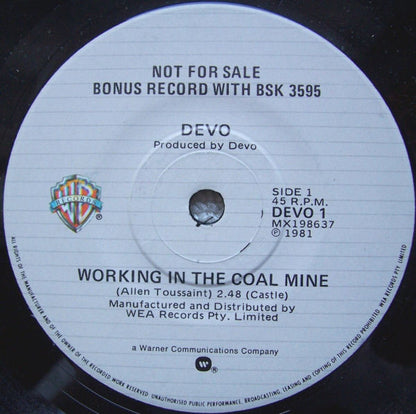 NOT FOR SALE
BONUS RECORD WITH BSK 3595
DEVO
Produced by Devo
SIDE 1
45 R.P.M.
DEVO 1
MX198637
℗ 1981
WB
RECORDS
®
WORKING IN THE COAL MINE
(Allen Toussaint) 2.48 (Castle)
Manufactured and Distributed by
WEA Records Pty. Limited
a Warner Communications Company
®
ALL RIGHTS OF THE MANUFACTURER AND OF THE OWNER OF THE RECORDED WORK RESERVED UNAUTHORISED PUBLIC PERFORMANCE, BROADCASTING, LEASING AND COPYING OF THIS RECORD PROHIBITED WEA RECORDS PTY LIMITED